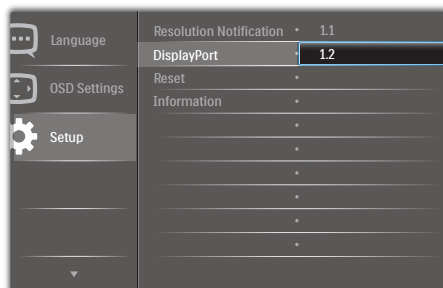 Language
OSD Settings
Setup
Resolution Notification • 1.1
DisplayPort • 1.2
Reset •
Information •
•
•
•
•
•
•